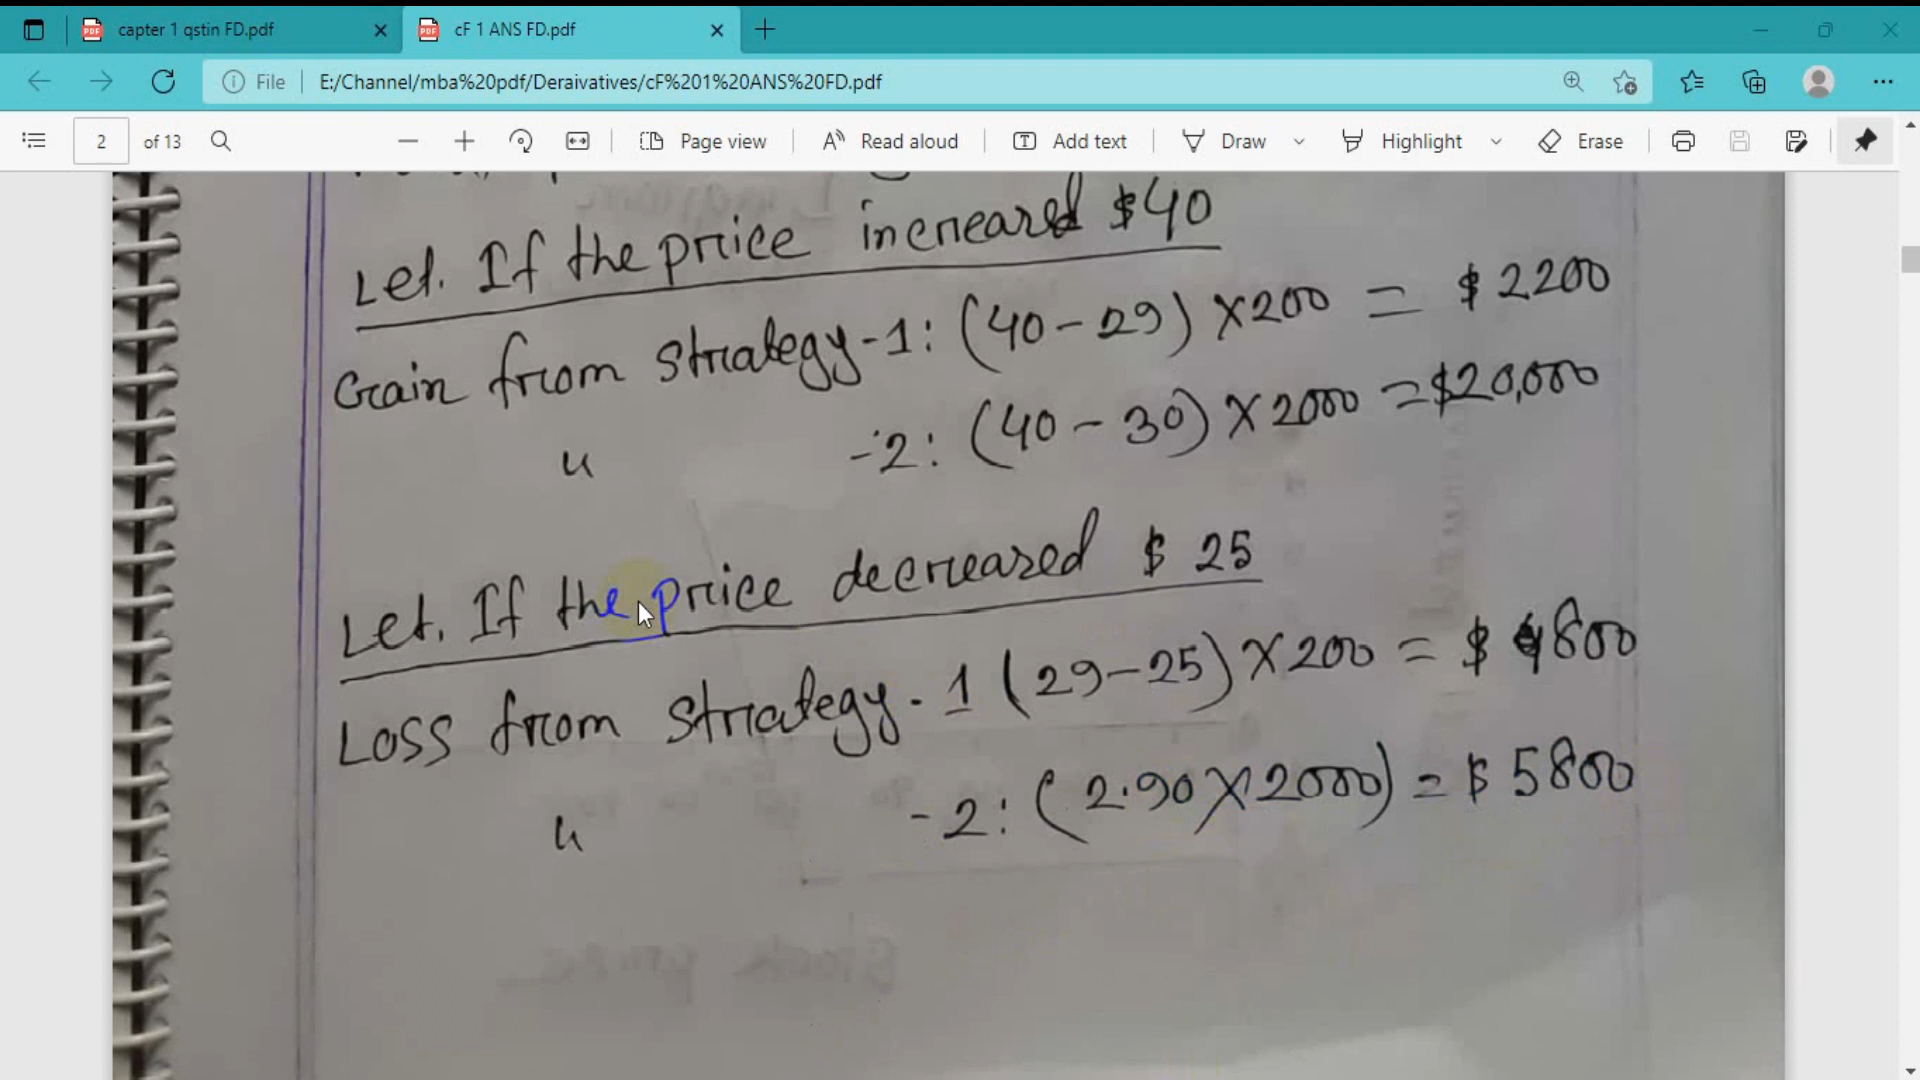 capter 1 qstin FD.pdf
cF 1 ANS FD.pdf
File
E:/Channel/mba%20pdf/Deraivatives/cF%201%20ANS%20FD.pdf
2 of 13
Page view
Read aloud
Add text
Draw
Highlight
Erase
Let. If the price increared $40
Gain from strategy-1: (40-29) ×200 = $2200
" -2: (40-30) × 2000 = $20,000
Let. If the price decreared $ 25
Loss from strategy. 1 (29-25) × 200 = $ 800
" -2: (2.90 × 2000) = $ 5800